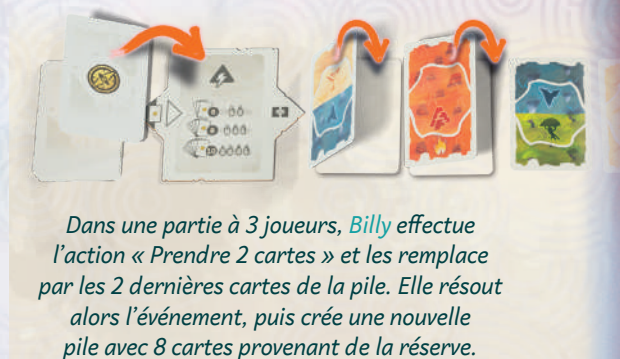 Dans une partie à 3 joueurs, Billy effectue
l’action « Prendre 2 cartes » et les remplace
par les 2 dernières cartes de la pile. Elle résout
alors l’événement, puis crée une nouvelle
pile avec 8 cartes provenant de la réserve.